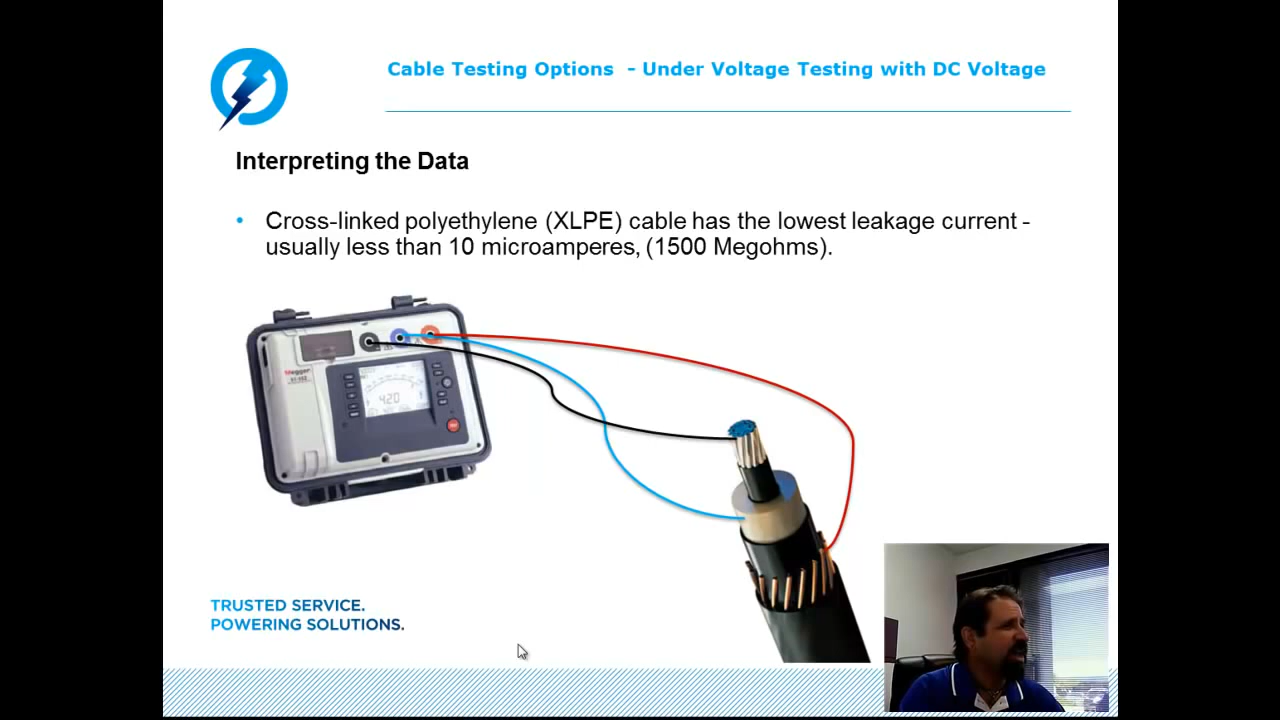 Cable Testing Options - Under Voltage Testing with DC Voltage
Interpreting the Data
• Cross-linked polyethylene (XLPE) cable has the lowest leakage current -
usually less than 10 microamperes, (1500 Megohms).
Megger
420
TRUSTED SERVICE.
POWERING SOLUTIONS.